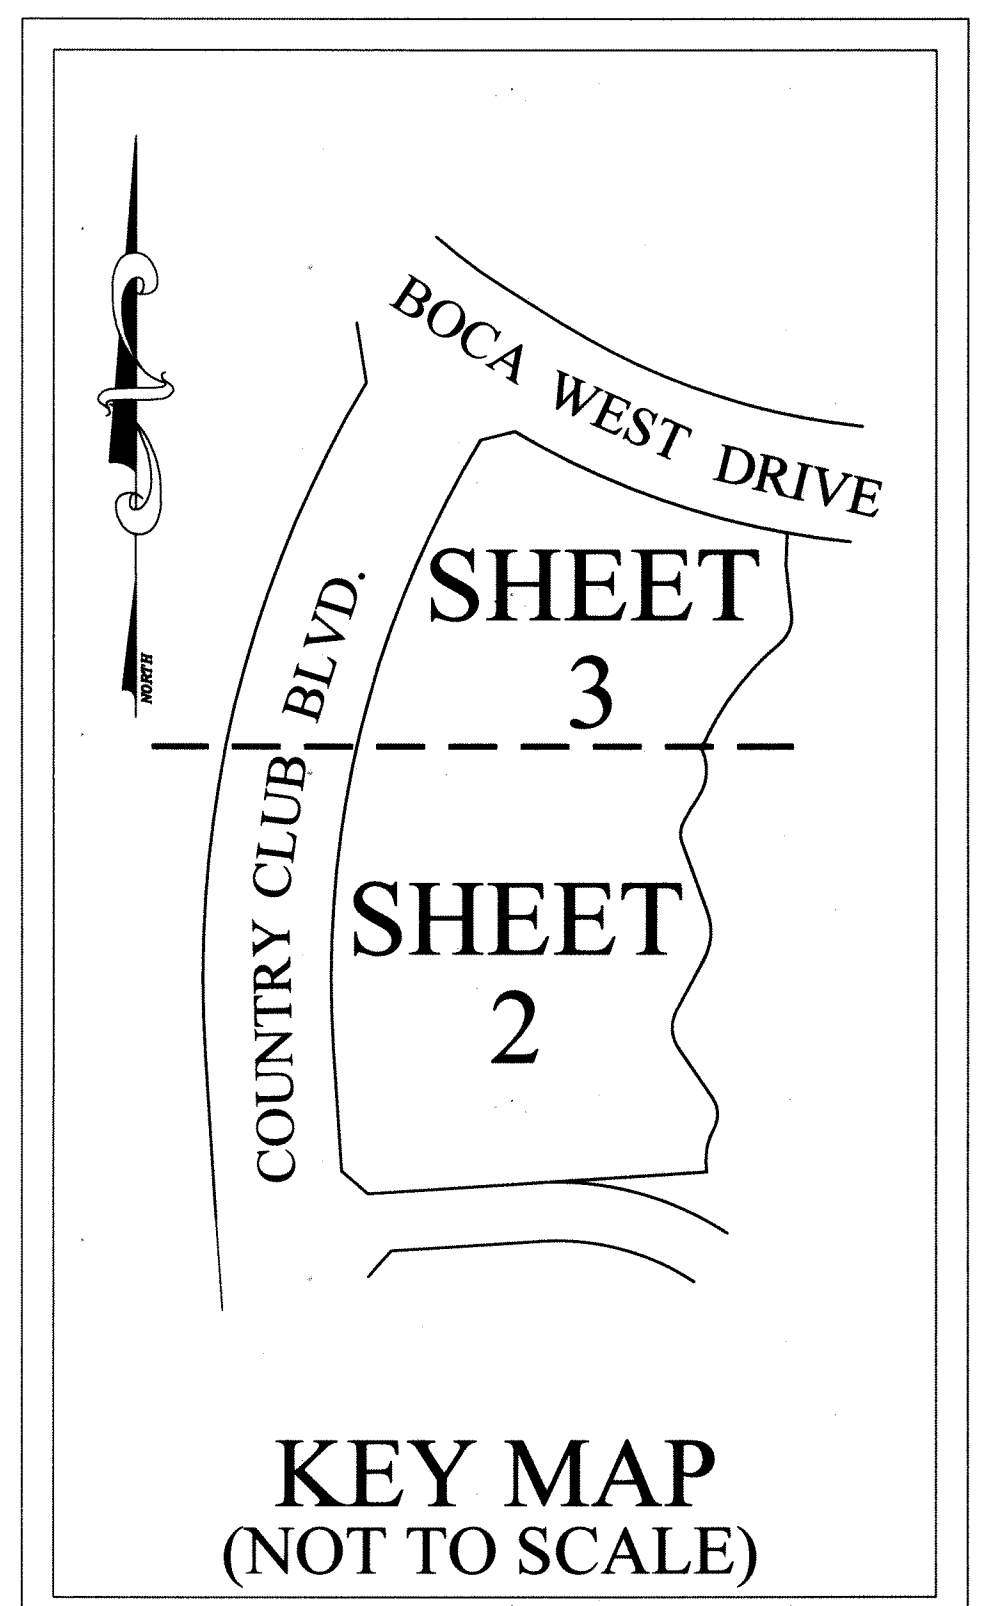 BOCA WEST DRIVE
SHEET
3
COUNTRY CLUB BLVD.
NORTH
SHEET
2
KEY MAP
(NOT TO SCALE)